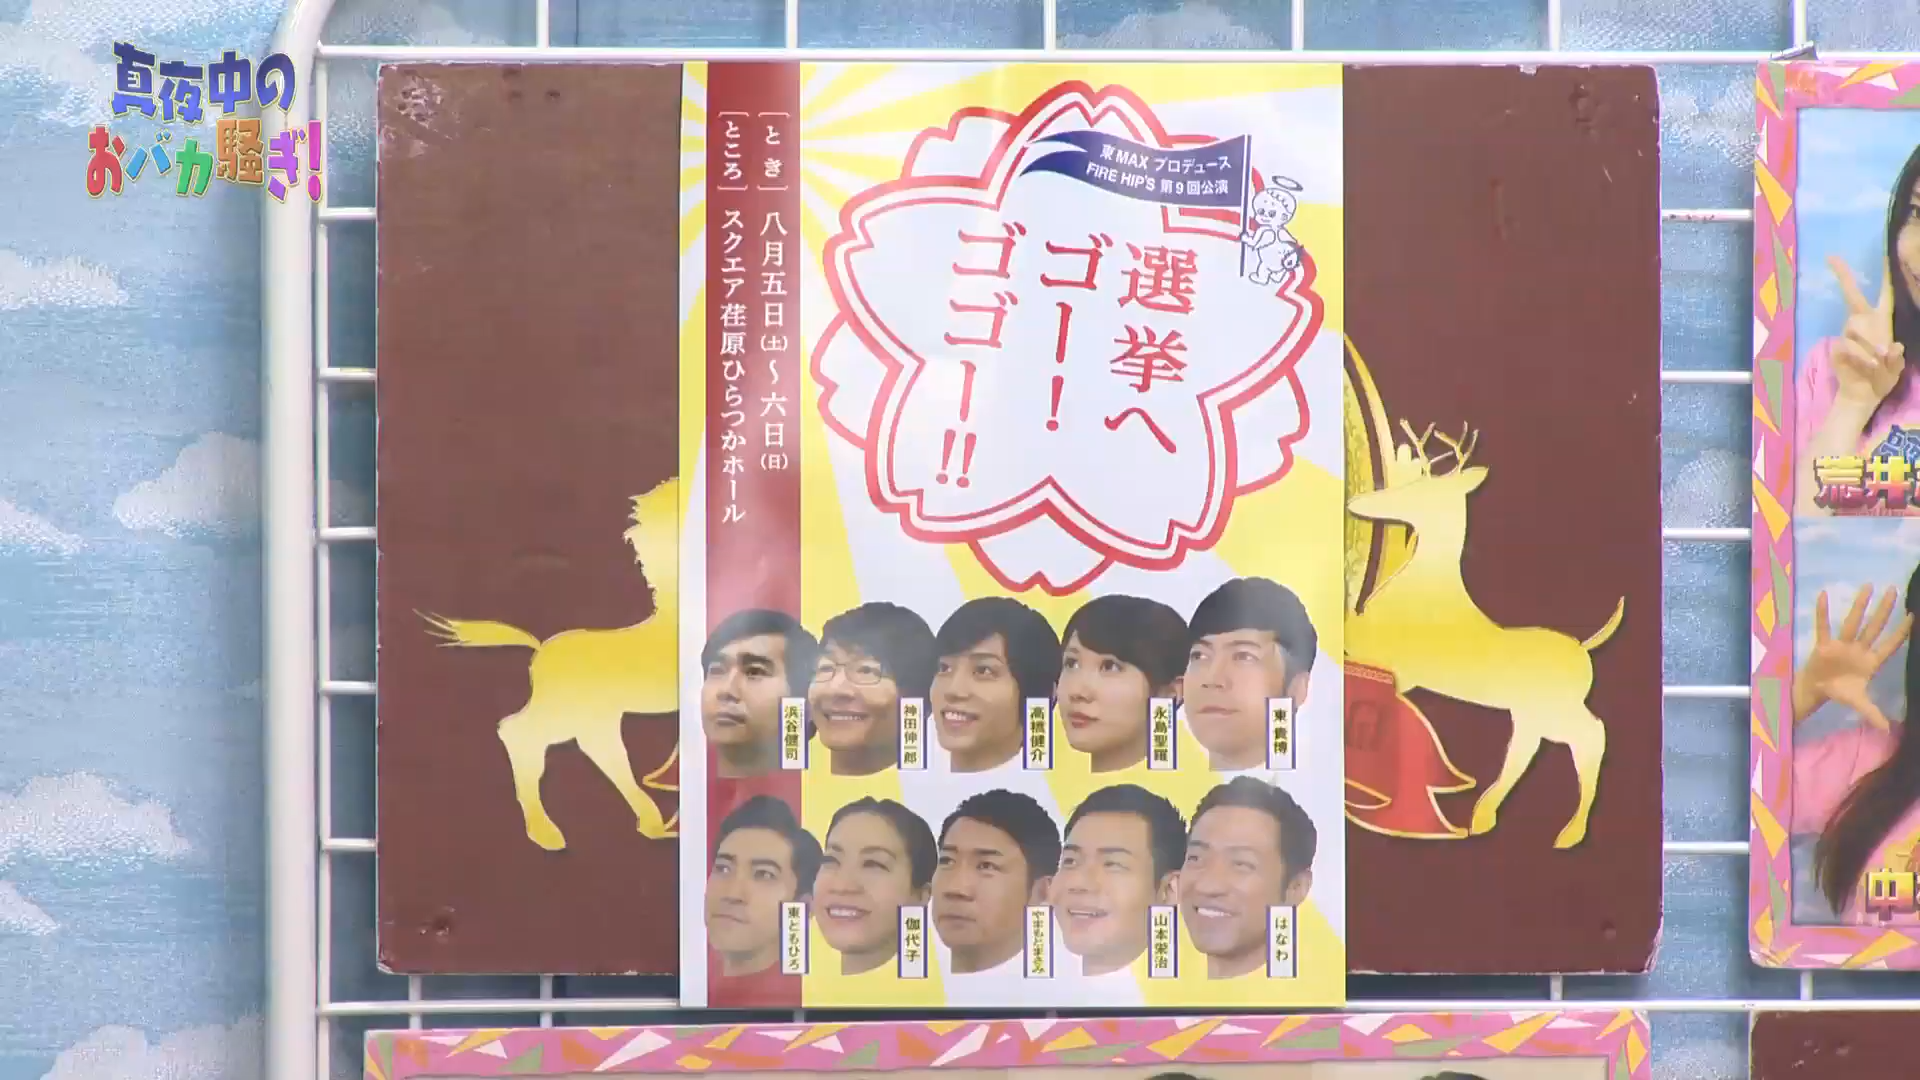 真夜中の
おバカ騒ぎ!
東MAX プロデュース
FIRE HIP'S 第9回公演
選挙へ
ゴー!
ゴゴー!!
[とき] 八月五日(土)〜六日(日)
[ところ] スクエア荏原ひらつかホール
浜谷健司
神田伸一郎
高橋健介
永島聖羅
東 貴博
東ともひろ
伽代子
やまもとまさみ
山本栄治
はなわ
荒井
中